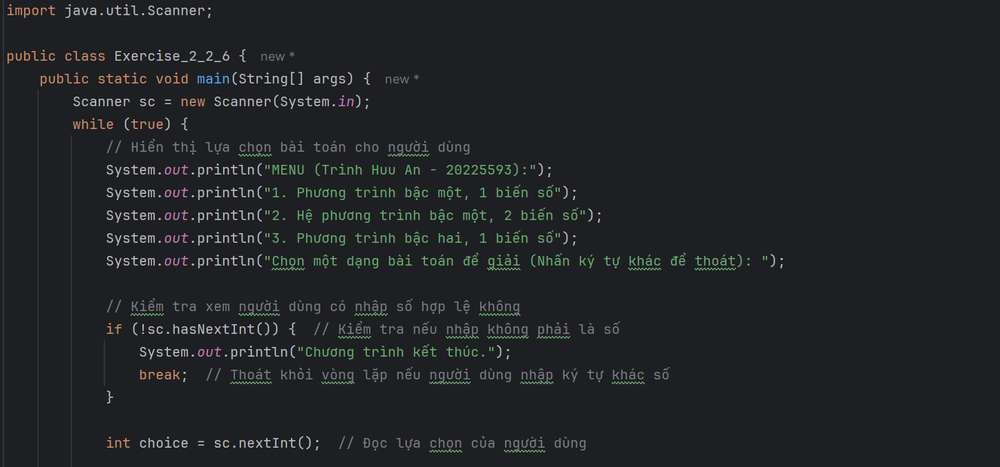 import java.util.Scanner;
public class Exercise_2_2_6 { new *
public static void main(String[] args) { new *
Scanner sc = new Scanner(System.in);
while (true) {
// Hiển thị lựa chọn bài toán cho người dùng
System.out.println("MENU (Trinh Huu An - 20225593):");
System.out.println("1. Phương trình bậc một, 1 biến số");
System.out.println("2. Hệ phương trình bậc một, 2 biến số");
System.out.println("3. Phương trình bậc hai, 1 biến số");
System.out.println("Chọn một dạng bài toán để giải (Nhấn ký tự khác để thoát): ");
// Kiểm tra xem người dùng có nhập số hợp lệ không
if (!sc.hasNextInt()) { // Kiểm tra nếu nhập không phải là số
System.out.println("Chương trình kết thúc.");
break; // Thoát khỏi vòng lặp nếu người dùng nhập ký tự khác số
}
int choice = sc.nextInt(); // Đọc lựa chọn của người dùng